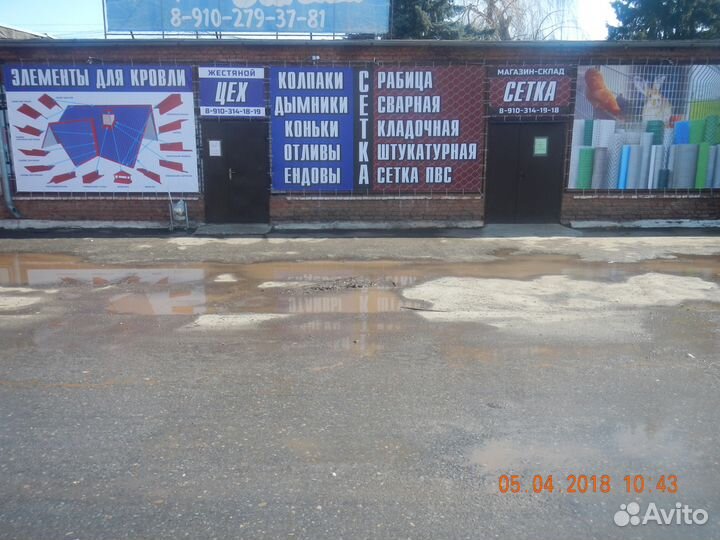 8-910-279-37-81
ЭЛЕМЕНТЫ ДЛЯ КРОВЛИ
ЖЕСТЯНОЙ
ЦЕХ
8-910-314-18-19
КОЛПАКИ
ДЫМНИКИ
КОНЬКИ
ОТЛИВЫ
ЕНДОВЫ
СЕТКА
РАБИЦА
СВАРНАЯ
КЛАДОЧНАЯ
ШТУКАТУРНАЯ
СЕТКА ПВС
МАГАЗИН-СКЛАД
СЕТКА
8-910-314-19-18
05.04.2018 10:43
Avito